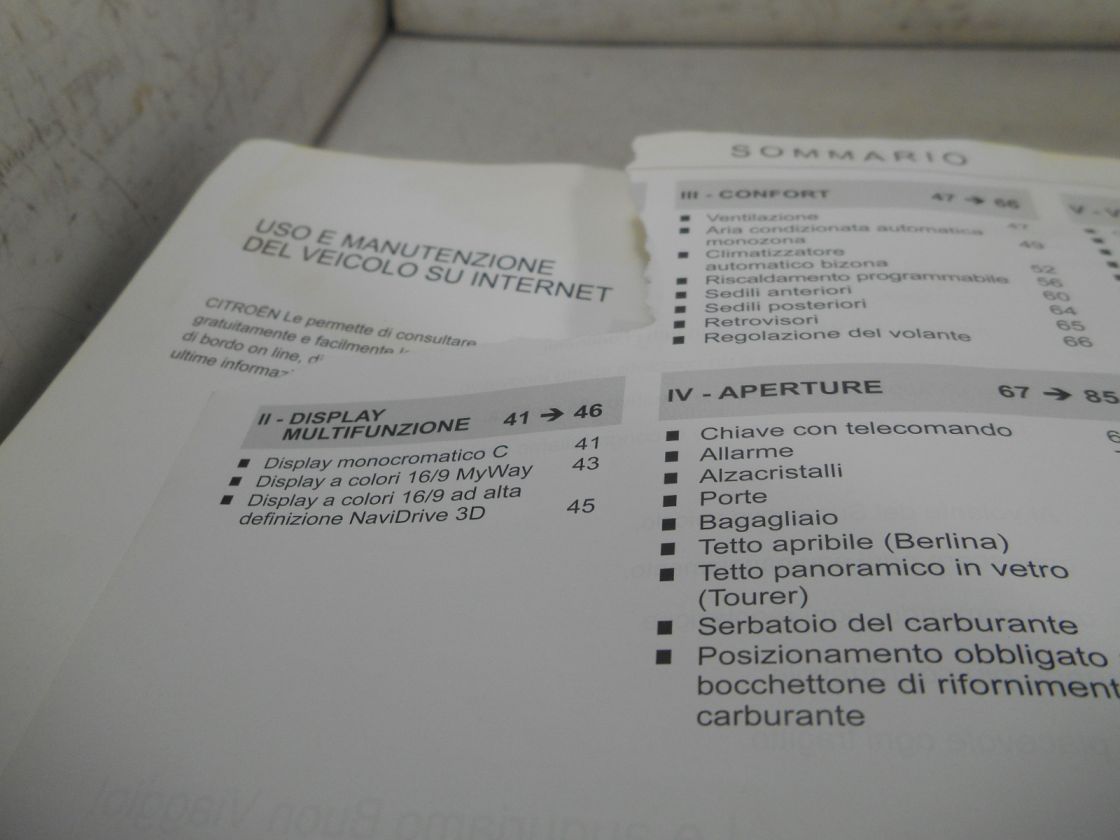 USO E MANUTENZIONE
DEL VEICOLO SU INTERNET
CITROËN Le permette di consultare
gratuitamente e facilmente
di bordo on line,
ultime
SOMMARIO
II - DISPLAY
MULTIFUNZIONE 41 ➔ 46
■ Display monocromatico C 41
■ Display a colori 16/9 MyWay 43
■ Display a colori 16/9 ad alta
definizione NaviDrive 3D 45
III - CONFORT 47 ➔ 66
■ Ventilazione 47
■ Aria condizionata automatica
monozona 49
■ Climatizzatore
automatico bizona 52
■ Riscaldamento programmabile 56
■ Sedili anteriori 60
■ Sedili posteriori 64
■ Retrovisori 65
■ Regolazione del volante 66
IV - APERTURE 67 ➔ 85
■ Chiave con telecomando
■ Allarme
■ Alzacristalli
■ Porte
■ Bagagliaio
■ Tetto apribile (Berlina)
■ Tetto panoramico in vetro
(Tourer)
■ Serbatoio del carburante
■ Posizionamento obbligato
bocchettone di
carburante
V -